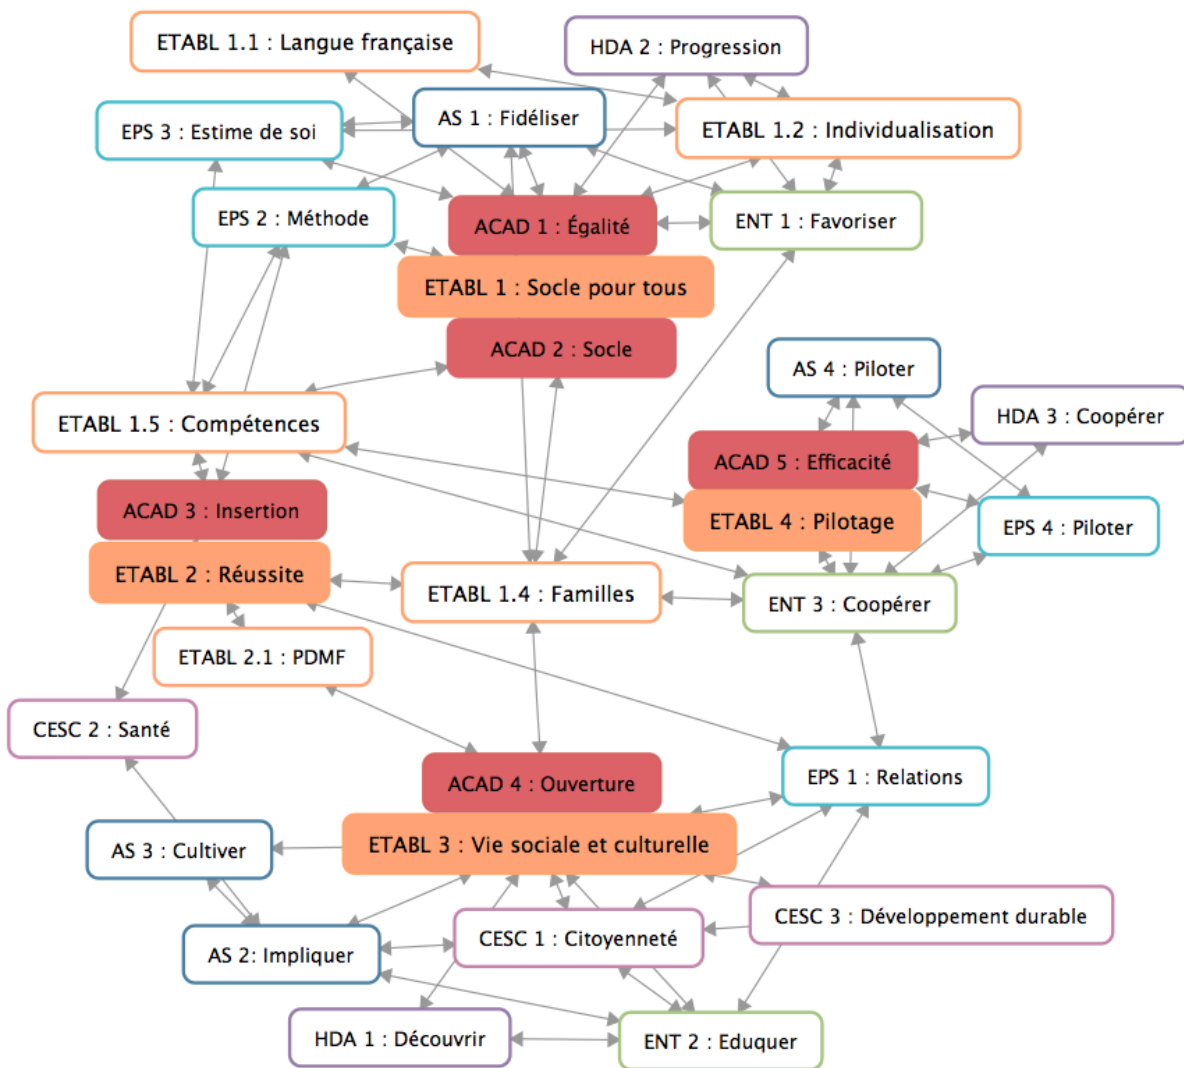 ETABL 1.1 : Langue française
HDA 2 : Progression
AS 1 : Fidéliser
EPS 3 : Estime de soi
ETABL 1.2 : Individualisation
EPS 2 : Méthode
ACAD 1 : Égalité
ENT 1 : Favoriser
ETABL 1 : Socle pour tous
ACAD 2 : Socle
AS 4 : Piloter
HDA 3 : Coopérer
ETABL 1.5 : Compétences
ACAD 5 : Efficacité
ACAD 3 : Insertion
ETABL 4 : Pilotage
EPS 4 : Piloter
ETABL 2 : Réussite
ETABL 1.4 : Familles
ENT 3 : Coopérer
ETABL 2.1 : PDMF
CESC 2 : Santé
ACAD 4 : Ouverture
EPS 1 : Relations
AS 3 : Cultiver
ETABL 3 : Vie sociale et culturelle
CESC 3 : Développement durable
CESC 1 : Citoyenneté
AS 2: Impliquer
HDA 1 : Découvrir
ENT 2 : Eduquer